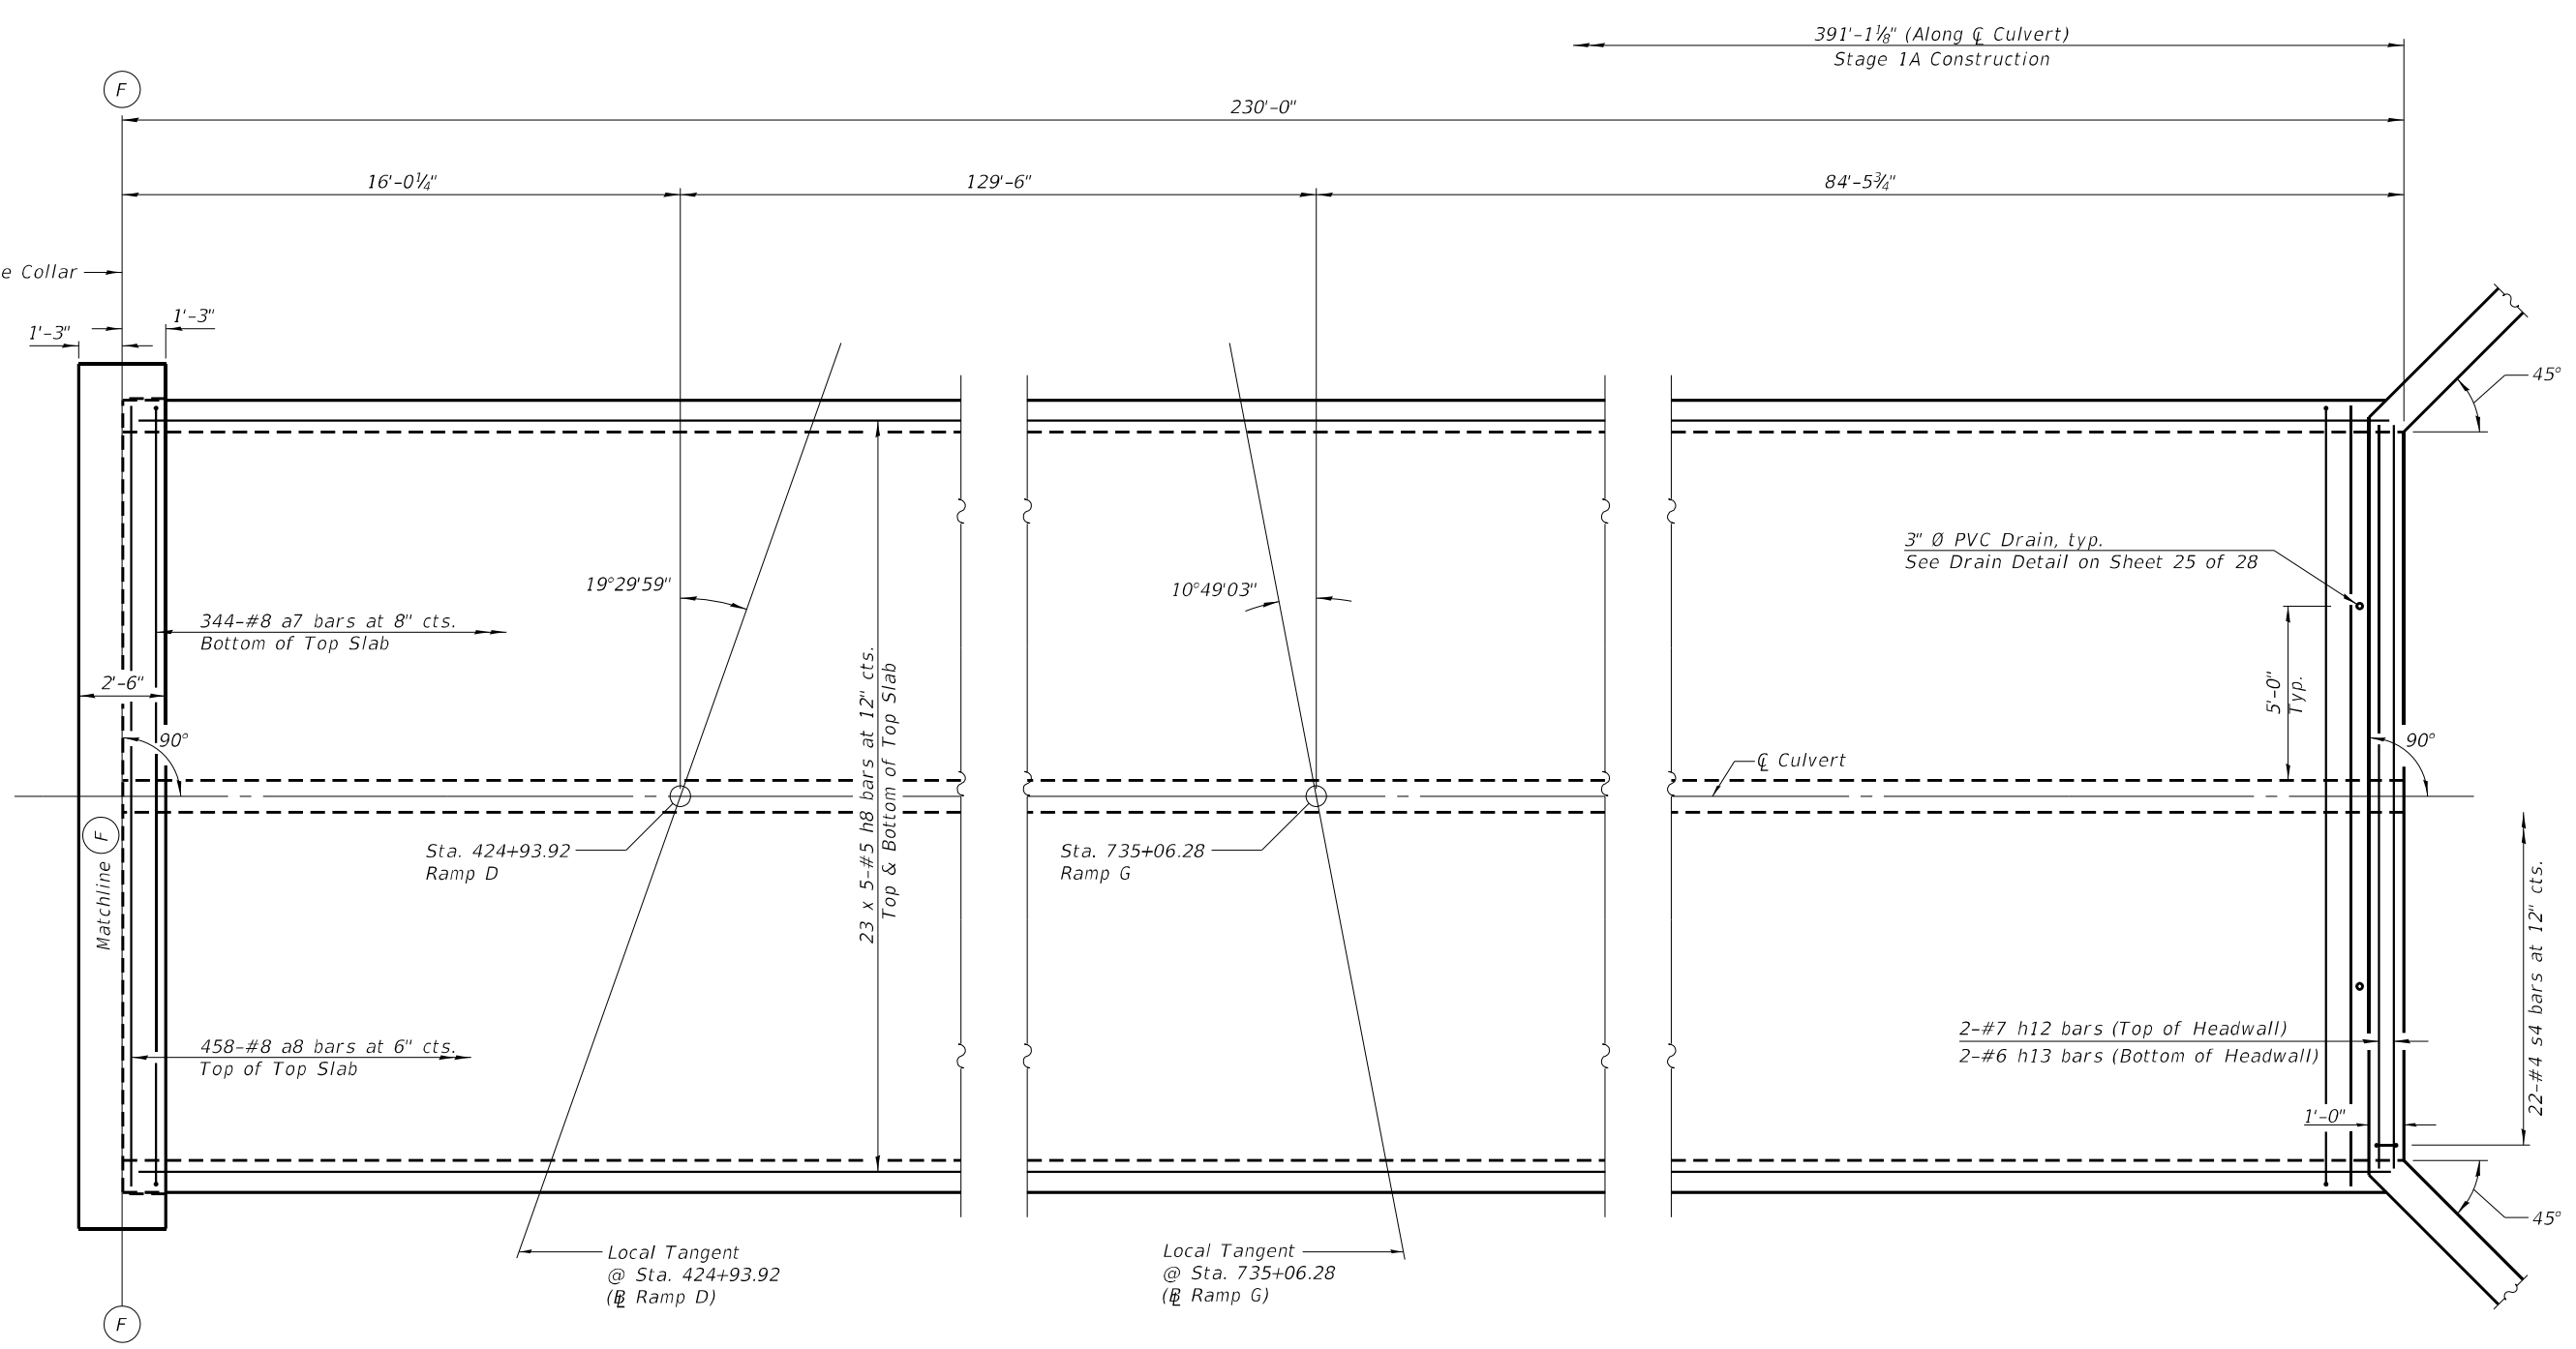 391'-1⅛" (Along ℄ Culvert)
Stage 1A Construction
F
230'-0"
16'-0¼"
129'-6"
84'-5¾"
e Collar
1'-3"
1'-3"
45°
3" Ø PVC Drain, typ.
See Drain Detail on Sheet 25 of 28
19°29'59"
10°49'03"
344-#8 a7 bars at 8" cts.
Bottom of Top Slab
2'-6"
90°
23 x 5-#5 h8 bars at 12" cts.
Top & Bottom of Top Slab
5'-0"
Typ.
90°
℄ Culvert
F
Matchline
Sta. 424+93.92
Ramp D
Sta. 735+06.28
Ramp G
22-#4 s4 bars at 12" cts.
458-#8 a8 bars at 6" cts.
Top of Top Slab
2-#7 h12 bars (Top of Headwall)
2-#6 h13 bars (Bottom of Headwall)
1'-0"
45°
Local Tangent
@ Sta. 424+93.92
(BL Ramp D)
Local Tangent
@ Sta. 735+06.28
(BL Ramp G)
F